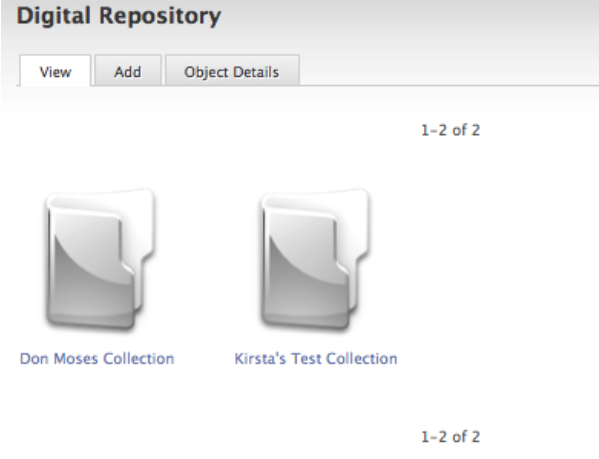 Digital Repository
View Add Object Details
1-2 of 2
Don Moses Collection Kirsta's Test Collection
1-2 of 2